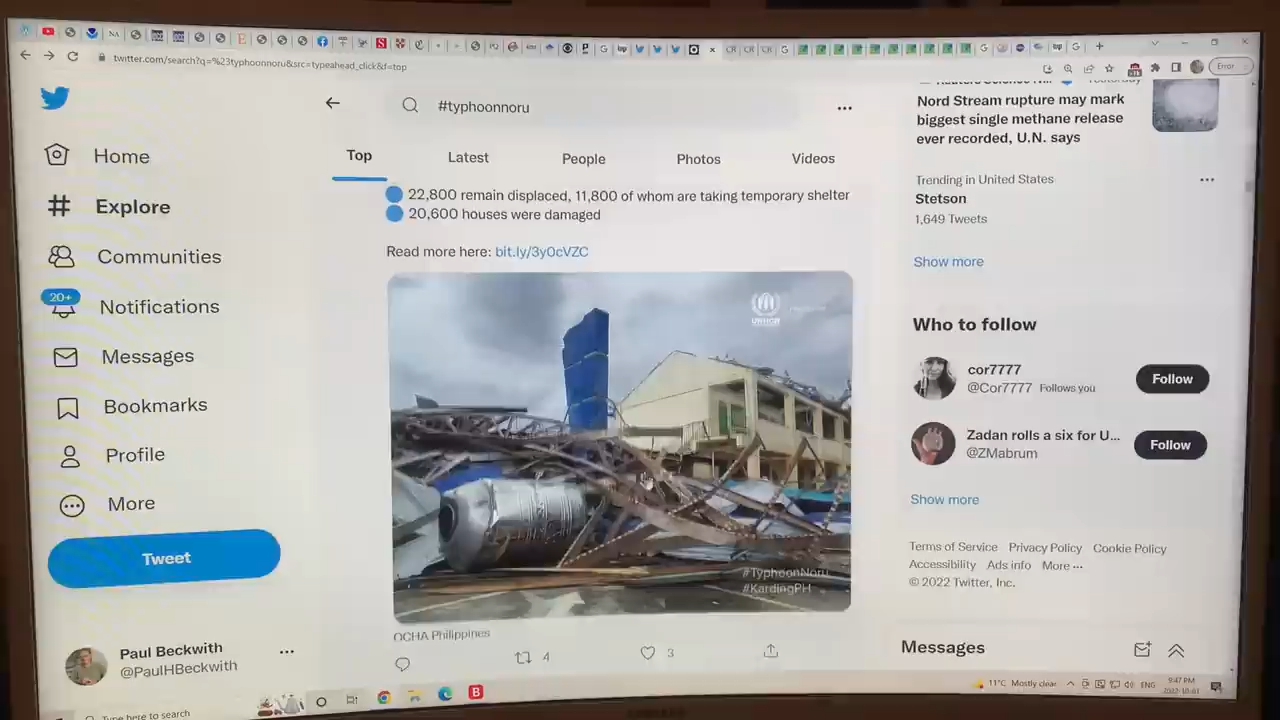 twitter.com/search?q=%23typhoonnoru&src=typeahead_click&f=top
Error
Home
Explore
Communities
20+
Notifications
Messages
Bookmarks
Profile
More
Tweet
Paul Beckwith
@PaulHBeckwith
#typhoonnoru
Top
Latest
People
Photos
Videos
22,800 remain displaced, 11,800 of whom are taking temporary shelter
20,600 houses were damaged
Read more here: bit.ly/3yOcVZC
UNHCR
#TyphoonNoru
#KardingPH
OCHA Philippines
4
3
Nord Stream rupture may mark
biggest single methane release
ever recorded, U.N. says
Trending in United States
Stetson
1,649 Tweets
Show more
Who to follow
cor7777
@Cor7777 Follows you
Follow
Zadan rolls a six for U...
@ZMabrum
Follow
Show more
Terms of Service Privacy Policy Cookie Policy
Accessibility Ads info More ...
© 2022 Twitter, Inc.
Messages
Type here to search
11°C Mostly clear
ENG
9:47 PM